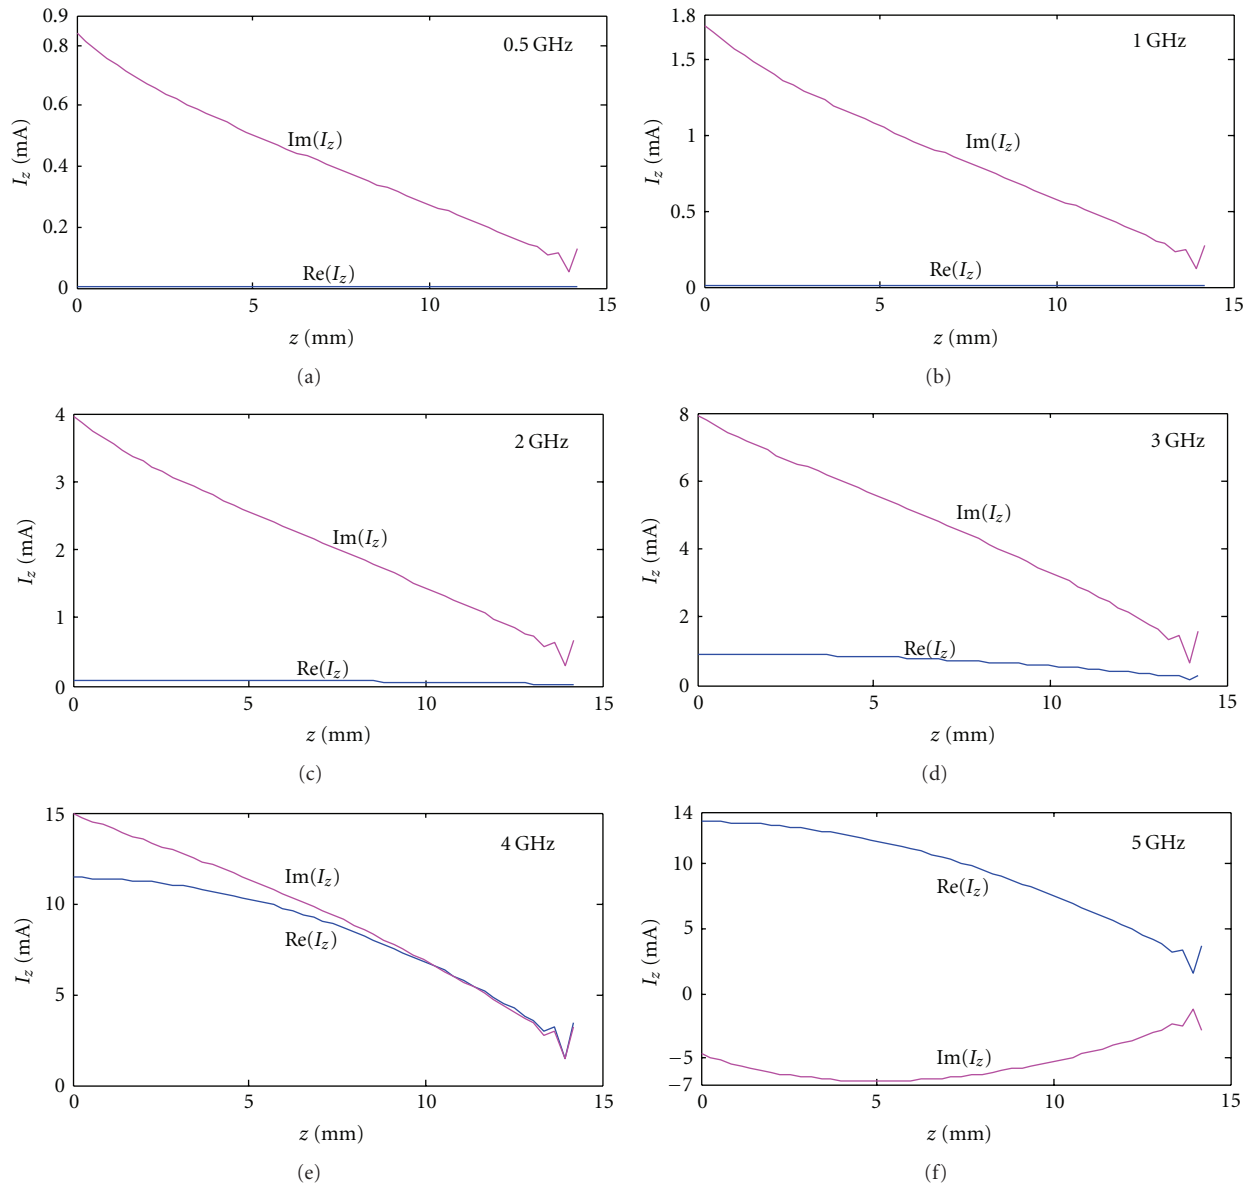 0.9
0.8
0.6
0.4
0.2
0
I_z (mA)
0.5 GHz
Im(I_z)
Re(I_z)
0 5 10 15
z (mm)
(a)
1.8
1.5
1
0.5
0
I_z (mA)
1 GHz
Im(I_z)
Re(I_z)
0 5 10 15
z (mm)
(b)
4
3
2
1
0
I_z (mA)
2 GHz
Im(I_z)
Re(I_z)
0 5 10 15
z (mm)
(c)
8
6
4
2
0
I_z (mA)
3 GHz
Im(I_z)
Re(I_z)
0 5 10 15
z (mm)
(d)
15
10
5
0
I_z (mA)
4 GHz
Im(I_z)
Re(I_z)
0 5 10 15
z (mm)
(e)
14
10
5
0
−5
−7
I_z (mA)
5 GHz
Re(I_z)
Im(I_z)
0 5 10 15
z (mm)
(f)